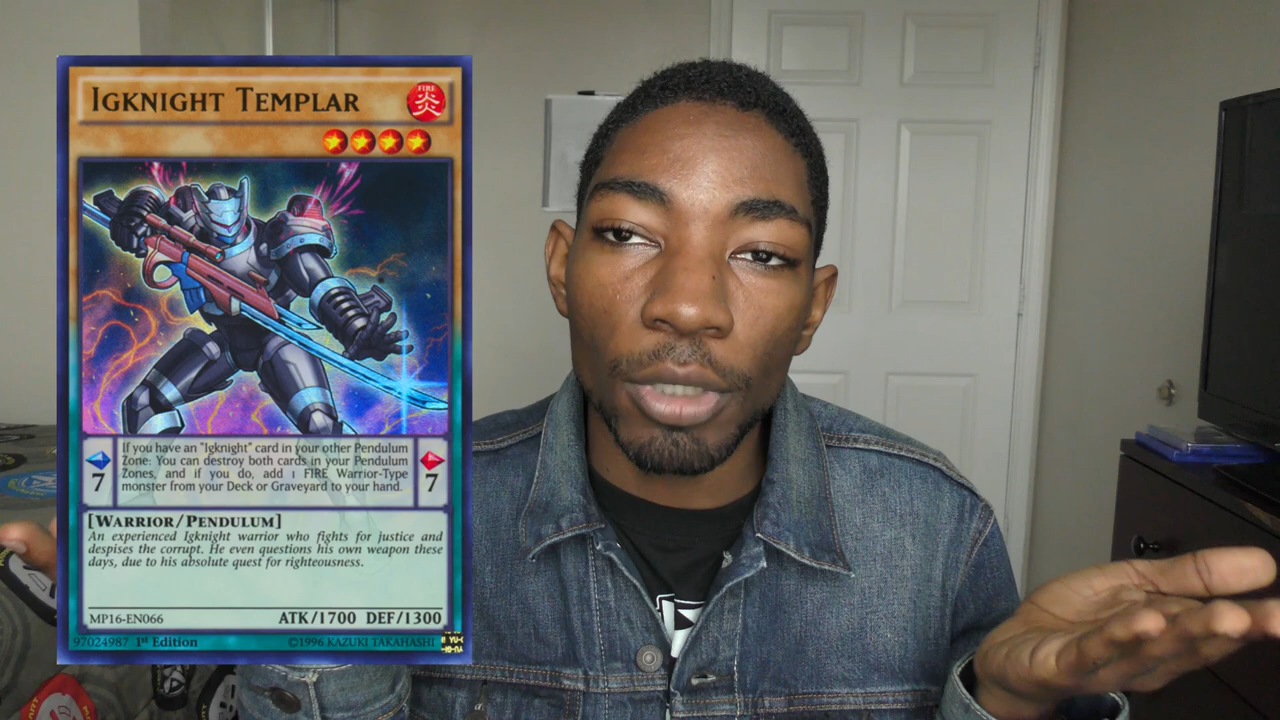 IGKNIGHT TEMPLAR
FIRE
炎
If you have an "Igknight" card in your other Pendulum
Zone: You can destroy both cards in your Pendulum
Zones, and if you do, add 1 FIRE Warrior-Type
monster from your Deck or Graveyard to your hand.
7
7
[WARRIOR/PENDULUM]
An experienced Igknight warrior who fights for justice and
despises the corrupt. He even questions his own weapon these
days, due to his absolute quest for righteousness.
MP16-EN066
ATK/1700 DEF/1300
97024987 1st Edition
©1996 KAZUKI TAKAHASHI